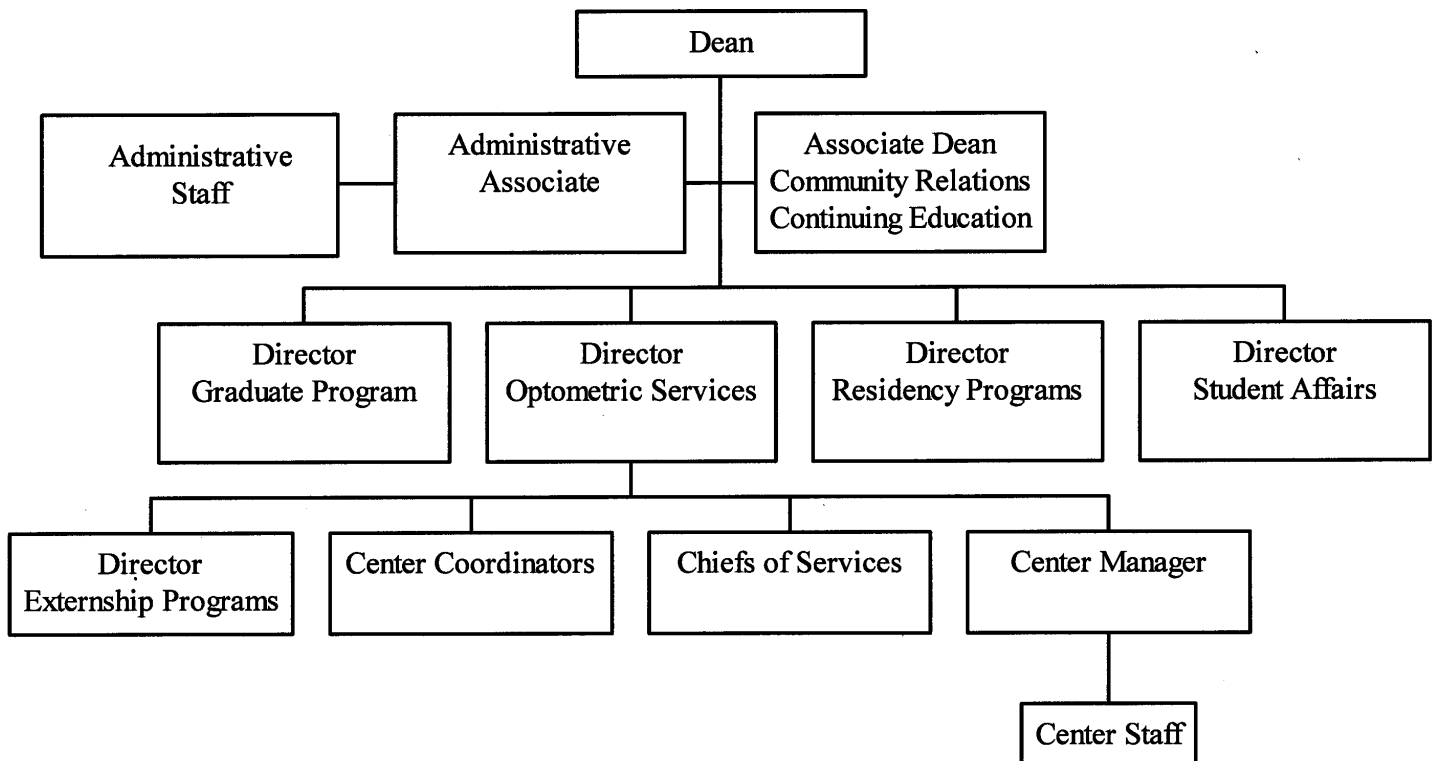 Dean
Administrative
Staff
Administrative
Associate
Associate Dean
Community Relations
Continuing Education
Director
Graduate Program
Director
Optometric Services
Director
Residency Programs
Director
Student Affairs
Director
Externship Programs
Center Coordinators
Chiefs of Services
Center Manager
Center Staff